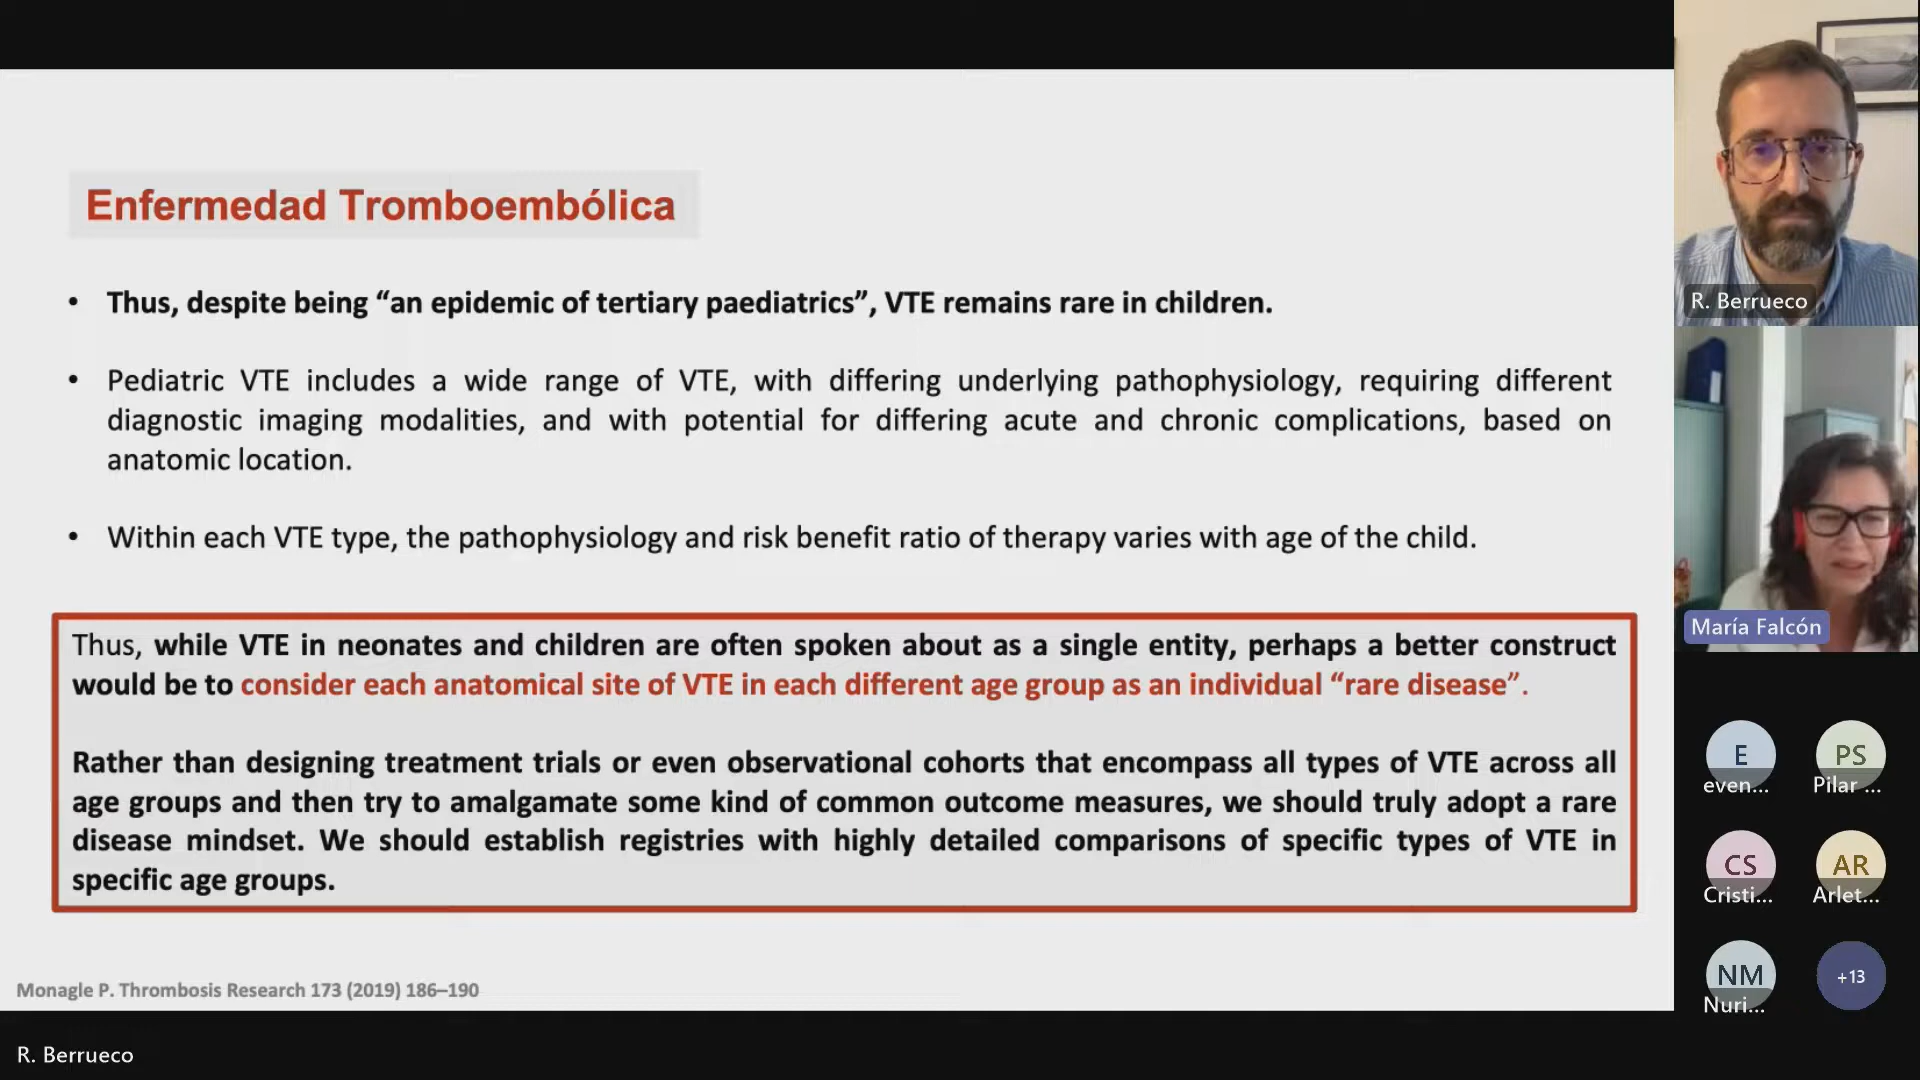 Enfermedad Tromboembólica
• Thus, despite being “an epidemic of tertiary paediatrics”, VTE remains rare in children.
• Pediatric VTE includes a wide range of VTE, with differing underlying pathophysiology, requiring different
diagnostic imaging modalities, and with potential for differing acute and chronic complications, based on
anatomic location.
• Within each VTE type, the pathophysiology and risk benefit ratio of therapy varies with age of the child.
Thus, while VTE in neonates and children are often spoken about as a single entity, perhaps a better construct
would be to consider each anatomical site of VTE in each different age group as an individual “rare disease”.
Rather than designing treatment trials or even observational cohorts that encompass all types of VTE across all
age groups and then try to amalgamate some kind of common outcome measures, we should truly adopt a rare
disease mindset. We should establish registries with highly detailed comparisons of specific types of VTE in
specific age groups.
Monagle P. Thrombosis Research 173 (2019) 186–190
R. Berrueco
R. Berrueco
María Falcón
E
even...
PS
Pilar ...
CS
Cristi...
AR
Arlet...
NM
Nuri...
+13